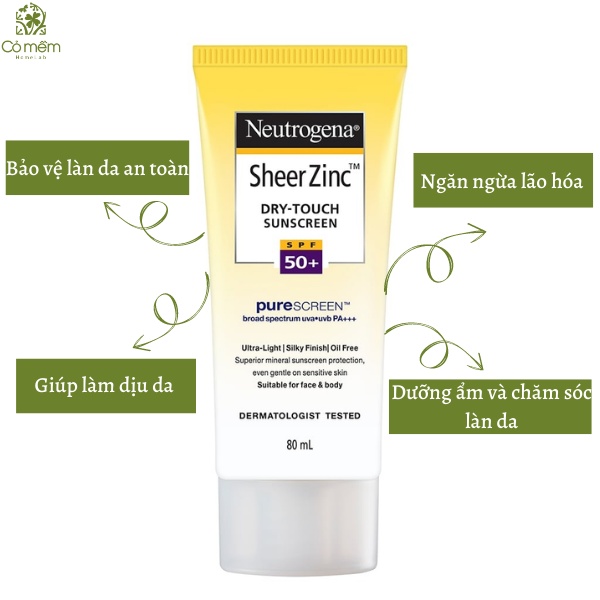 Cỏ mềm
HomeLab
Bảo vệ làn da an toàn
Ngăn ngừa lão hóa
Giúp làm dịu da
Dưỡng ẩm và chăm sóc
làn da
Neutrogena®
SheerZinc™
DRY-TOUCH
SUNSCREEN
SPF
50+
pureSCREEN™
broad spectrum uva•uvb PA+++
Ultra-Light | Silky Finish| Oil Free
Superior mineral sunscreen protection,
even gentle on sensitive skin
Suitable for face & body
DERMATOLOGIST TESTED
80 mL